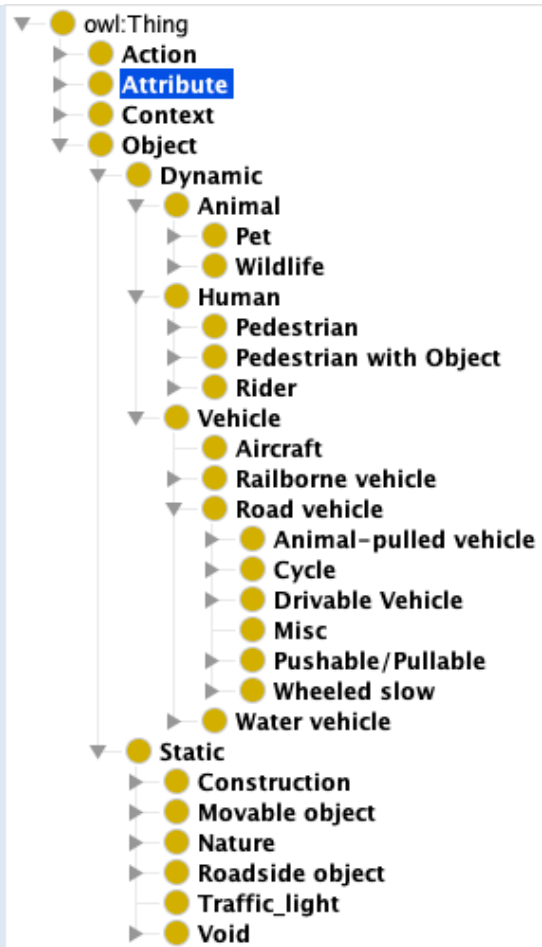 owl:Thing
Action
Attribute
Context
Object
Dynamic
Animal
Pet
Wildlife
Human
Pedestrian
Pedestrian with Object
Rider
Vehicle
Aircraft
Railborne vehicle
Road vehicle
Animal-pulled vehicle
Cycle
Drivable Vehicle
Misc
Pushable/Pullable
Wheeled slow
Water vehicle
Static
Construction
Movable object
Nature
Roadside object
Traffic_light
Void